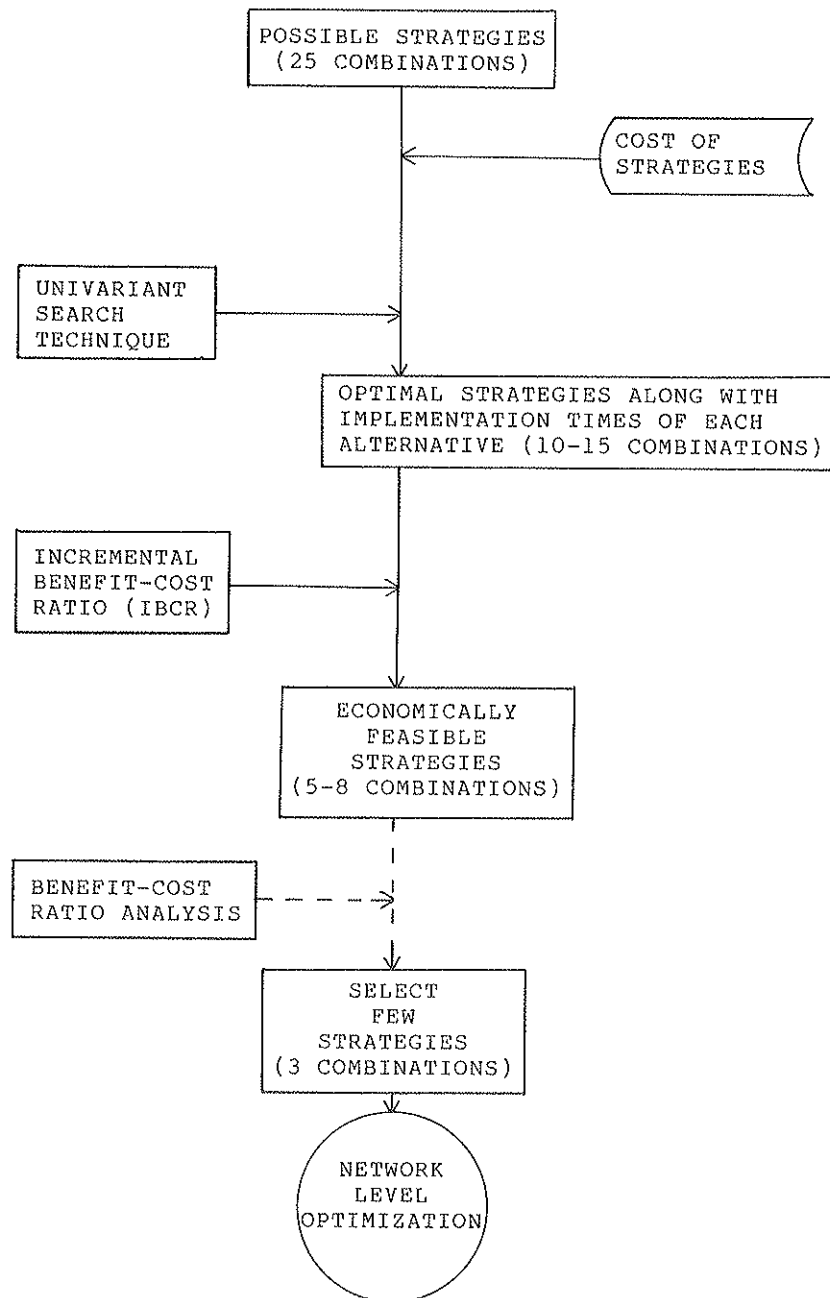 POSSIBLE STRATEGIES
(25 COMBINATIONS)
COST OF
STRATEGIES
UNIVARIANT
SEARCH
TECHNIQUE
OPTIMAL STRATEGIES ALONG WITH
IMPLEMENTATION TIMES OF EACH
ALTERNATIVE (10-15 COMBINATIONS)
INCREMENTAL
BENEFIT-COST
RATIO (IBCR)
ECONOMICALLY
FEASIBLE
STRATEGIES
(5-8 COMBINATIONS)
BENEFIT-COST
RATIO ANALYSIS
SELECT
FEW
STRATEGIES
(3 COMBINATIONS)
NETWORK
LEVEL
OPTIMIZATION